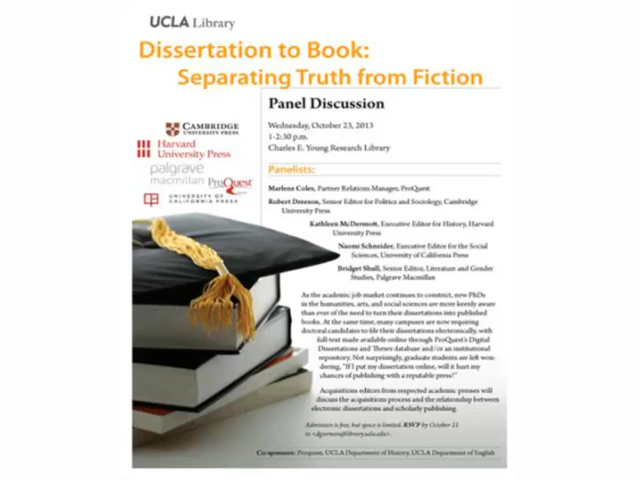 UCLA Library
Dissertation to Book:
Separating Truth from Fiction
Panel Discussion
Wednesday, October 23, 2013
1-2:30 p.m.
Charles E. Young Research Library
CAMBRIDGE
UNIVERSITY PRESS
Harvard
University Press
palgrave
macmillan
ProQuest
UNIVERSITY OF
CALIFORNIA PRESS
Panelists:
Marlene Coles, Partner Relations Manager, ProQuest
Robert Dreesen, Senior Editor for Politics and Sociology, Cambridge
University Press
Kathleen McDermott, Executive Editor for History, Harvard
University Press
Naomi Schneider, Executive Editor for the Social
Sciences, University of California Press
Bridget Shull, Senior Editor, Literature and Gender
Studies, Palgrave Macmillan
As the academic job market continues to constrict, new PhDs
in the humanities, arts, and social sciences are more keenly aware
than ever of the need to turn their dissertations into published
books. At the same time, many campuses are now requiring
doctoral candidates to file their dissertations electronically, with
full-text made available online through ProQuest's Digital
Dissertations and Theses database and/or an institutional
repository. Not surprisingly, graduate students are left won-
dering, "If I put my dissertation online, will it hurt my
chances of publishing with a reputable press?"
Acquisitions editors from respected academic presses will
discuss the acquisitions process and the relationship between
electronic dissertations and scholarly publishing.
Admission is free, but space is limited. RSVP by October 21
to
Co-sponsors: Proquest, UCLA Department of History, UCLA Department of English